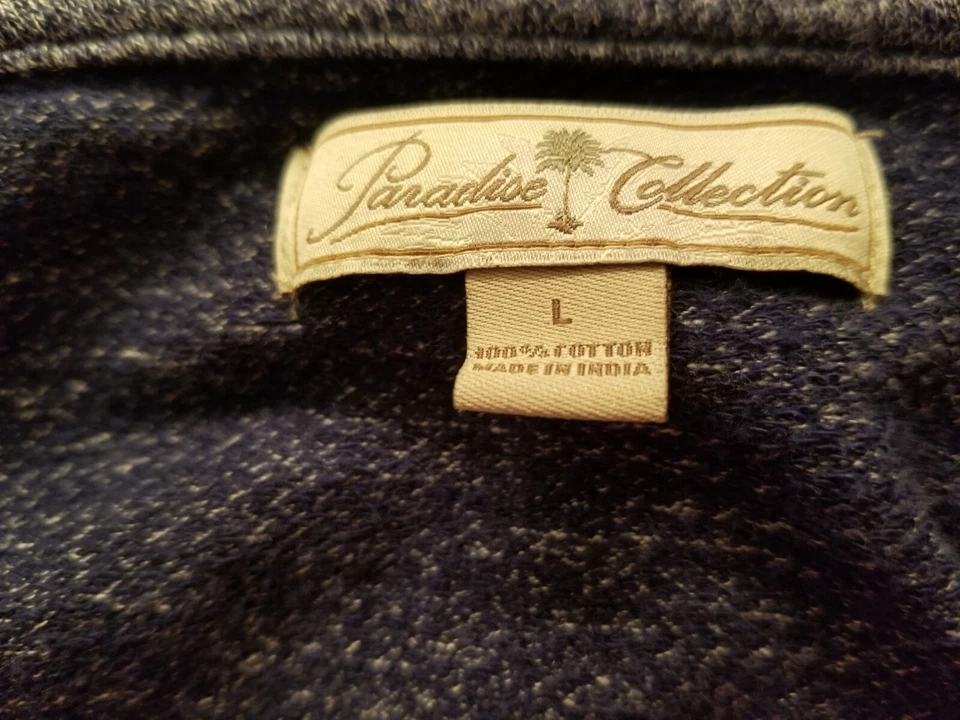 Paradise Collection
L
100% COTTON
MADE IN INDIA